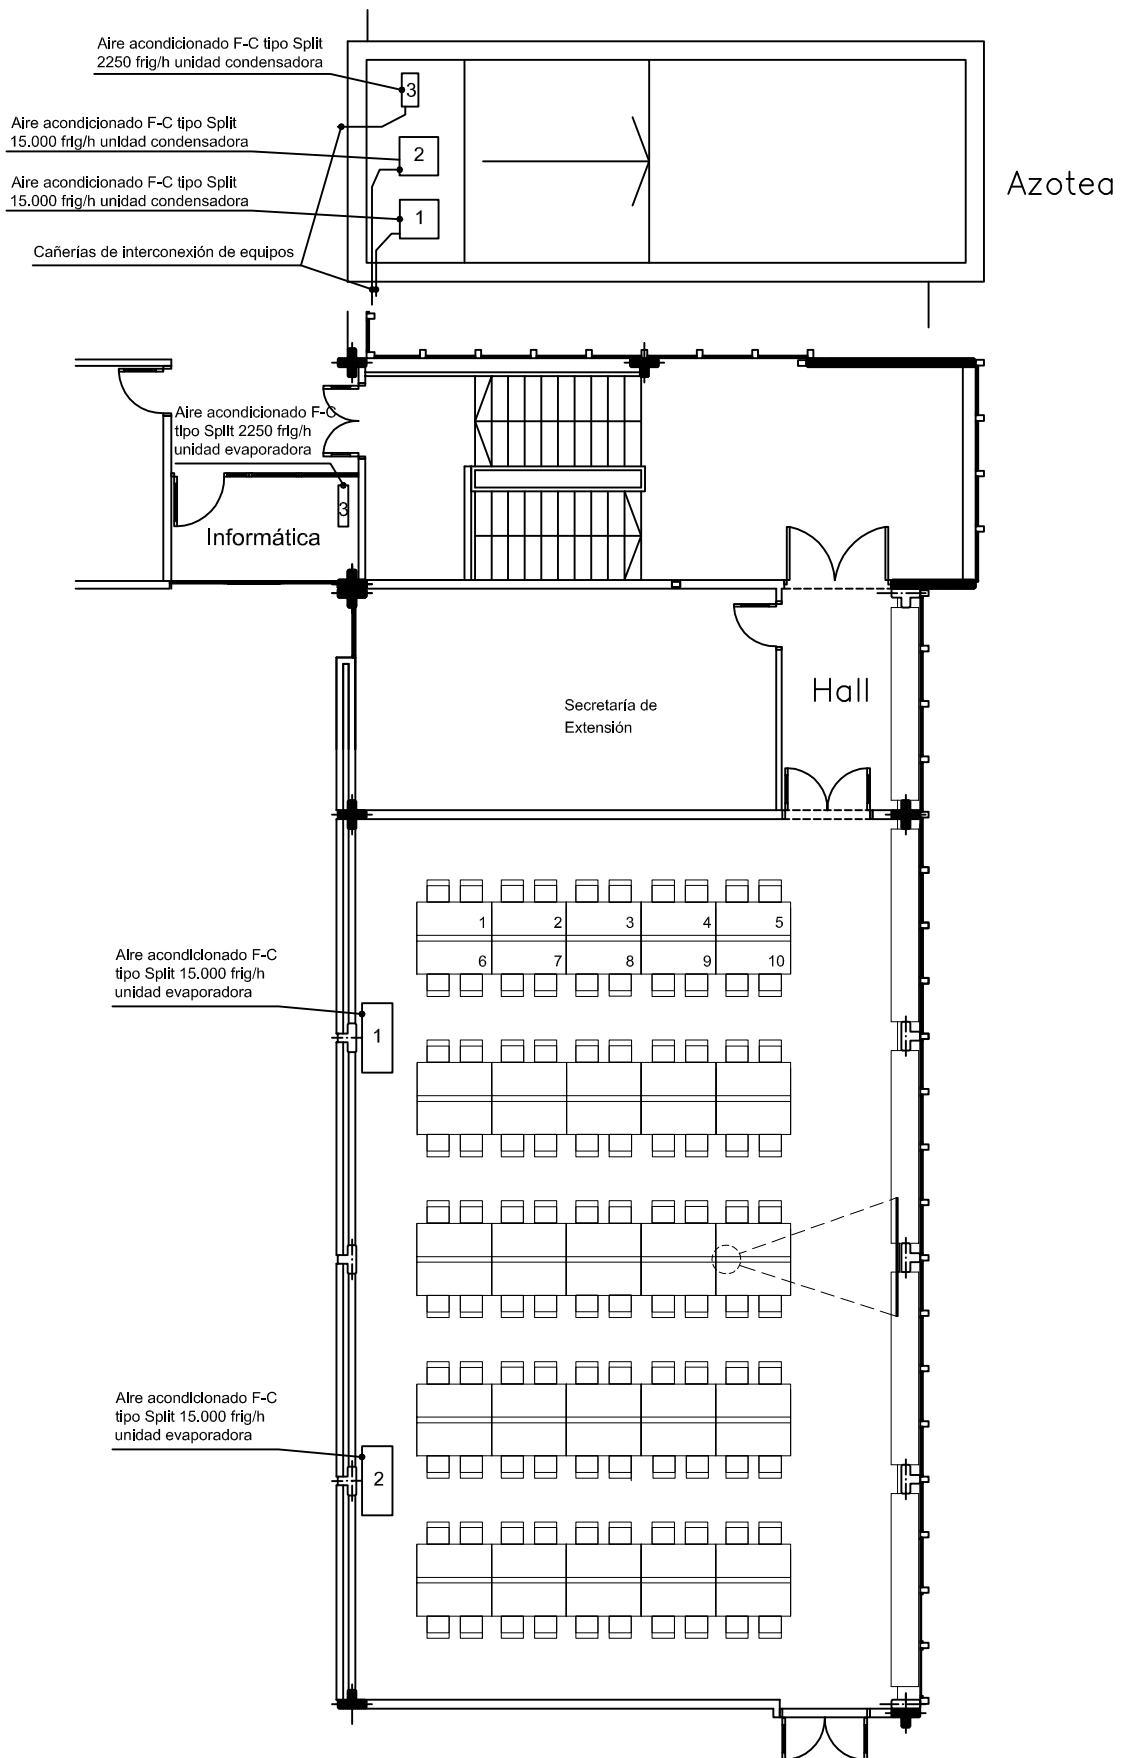 Aire acondicionado F-C tipo Split
2250 frig/h unidad condensadora
3
Aire acondicionado F-C tipo Split
15.000 frig/h unidad condensadora
2
Azotea
Aire acondicionado F-C tipo Split
15.000 frig/h unidad condensadora
1
Cañerías de interconexión de equipos
Aire acondicionado F-C
tipo Split 2250 frig/h
unidad evaporadora
3
Informática
Hall
Secretaría de
Extensión
1 2 3 4 5
6 7 8 9 10
Aire acondicionado F-C
tipo Split 15.000 frig/h
unidad evaporadora
1
Aire acondicionado F-C
tipo Split 15.000 frig/h
unidad evaporadora
2